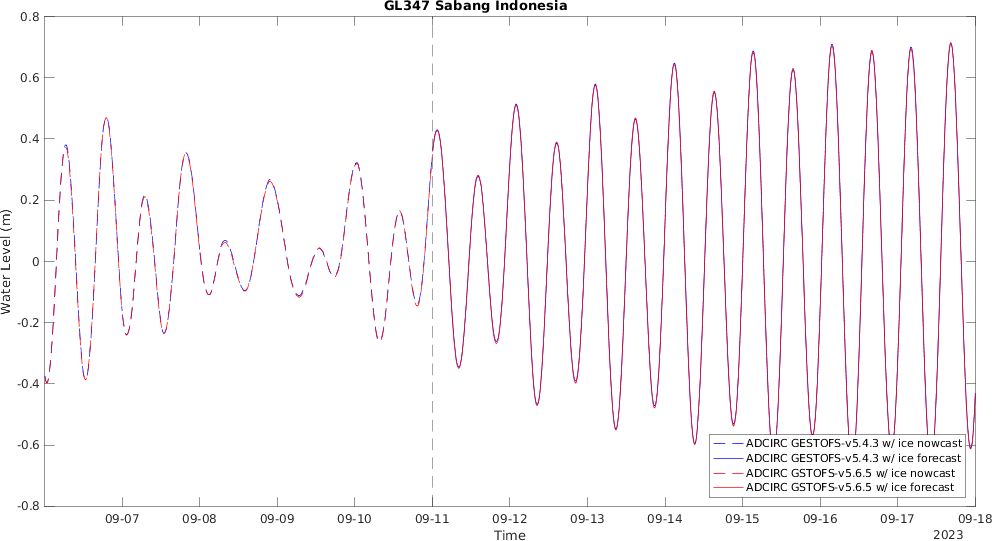 GL347 Sabang Indonesia
0.8
0.6
0.4
0.2
0
-0.2
-0.4
-0.6
-0.8
Water Level (m)
ADCIRC GESTOFS-v5.4.3 w/ ice nowcast
ADCIRC GESTOFS-v5.4.3 w/ ice forecast
ADCIRC GSTOFS-v5.6.5 w/ ice nowcast
ADCIRC GSTOFS-v5.6.5 w/ ice forecast
09-07 09-08 09-09 09-10 09-11 09-12 09-13 09-14 09-15 09-16 09-17 09-18
Time
2023